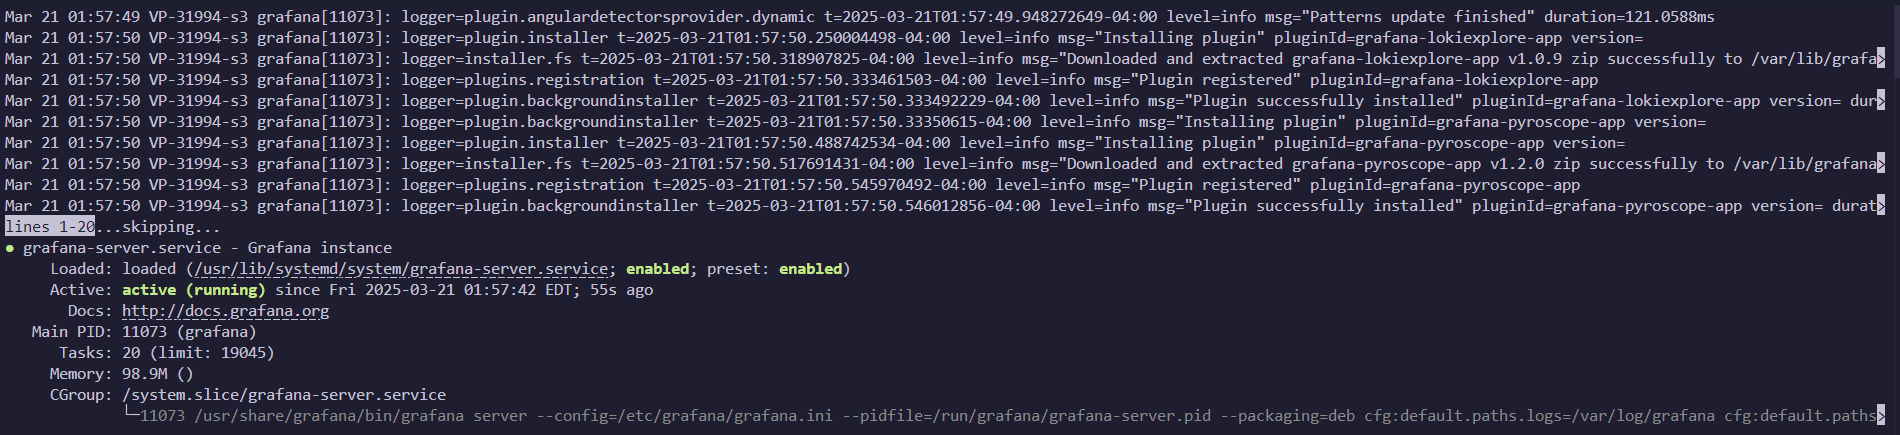 Mar 21 01:57:49 VP-31994-s3 grafana[11073]: logger=plugin.angulardetectorsprovider.dynamic t=2025-03-21T01:57:49.948272649-04:00 level=info msg="Patterns update finished" duration=121.0588ms
Mar 21 01:57:50 VP-31994-s3 grafana[11073]: logger=plugin.installer t=2025-03-21T01:57:50.250004498-04:00 level=info msg="Installing plugin" pluginId=grafana-lokiexplore-app version=
Mar 21 01:57:50 VP-31994-s3 grafana[11073]: logger=installer.fs t=2025-03-21T01:57:50.318907825-04:00 level=info msg="Downloaded and extracted grafana-lokiexplore-app v1.0.9 zip successfully to /var/lib/grafa>
Mar 21 01:57:50 VP-31994-s3 grafana[11073]: logger=plugins.registration t=2025-03-21T01:57:50.333461503-04:00 level=info msg="Plugin registered" pluginId=grafana-lokiexplore-app
Mar 21 01:57:50 VP-31994-s3 grafana[11073]: logger=plugin.backgroundinstaller t=2025-03-21T01:57:50.333492229-04:00 level=info msg="Plugin successfully installed" pluginId=grafana-lokiexplore-app version= dur>
Mar 21 01:57:50 VP-31994-s3 grafana[11073]: logger=plugin.backgroundinstaller t=2025-03-21T01:57:50.33350615-04:00 level=info msg="Installing plugin" pluginId=grafana-pyroscope-app version=
Mar 21 01:57:50 VP-31994-s3 grafana[11073]: logger=plugin.installer t=2025-03-21T01:57:50.488742534-04:00 level=info msg="Installing plugin" pluginId=grafana-pyroscope-app version=
Mar 21 01:57:50 VP-31994-s3 grafana[11073]: logger=installer.fs t=2025-03-21T01:57:50.517691431-04:00 level=info msg="Downloaded and extracted grafana-pyroscope-app v1.2.0 zip successfully to /var/lib/grafana>
Mar 21 01:57:50 VP-31994-s3 grafana[11073]: logger=plugins.registration t=2025-03-21T01:57:50.545970492-04:00 level=info msg="Plugin registered" pluginId=grafana-pyroscope-app
Mar 21 01:57:50 VP-31994-s3 grafana[11073]: logger=plugin.backgroundinstaller t=2025-03-21T01:57:50.546012856-04:00 level=info msg="Plugin successfully installed" pluginId=grafana-pyroscope-app version= durat>
lines 1-20...skipping...
● grafana-server.service - Grafana instance
Loaded: loaded (/usr/lib/systemd/system/grafana-server.service; enabled; preset: enabled)
Active: active (running) since Fri 2025-03-21 01:57:42 EDT; 55s ago
Docs: http://docs.grafana.org
Main PID: 11073 (grafana)
Tasks: 20 (limit: 19045)
Memory: 98.9M ()
CGroup: /system.slice/grafana-server.service
└─11073 /usr/share/grafana/bin/grafana server --config=/etc/grafana/grafana.ini --pidfile=/run/grafana/grafana-server.pid --packaging=deb cfg:default.paths.logs=/var/log/grafana cfg:default.paths>